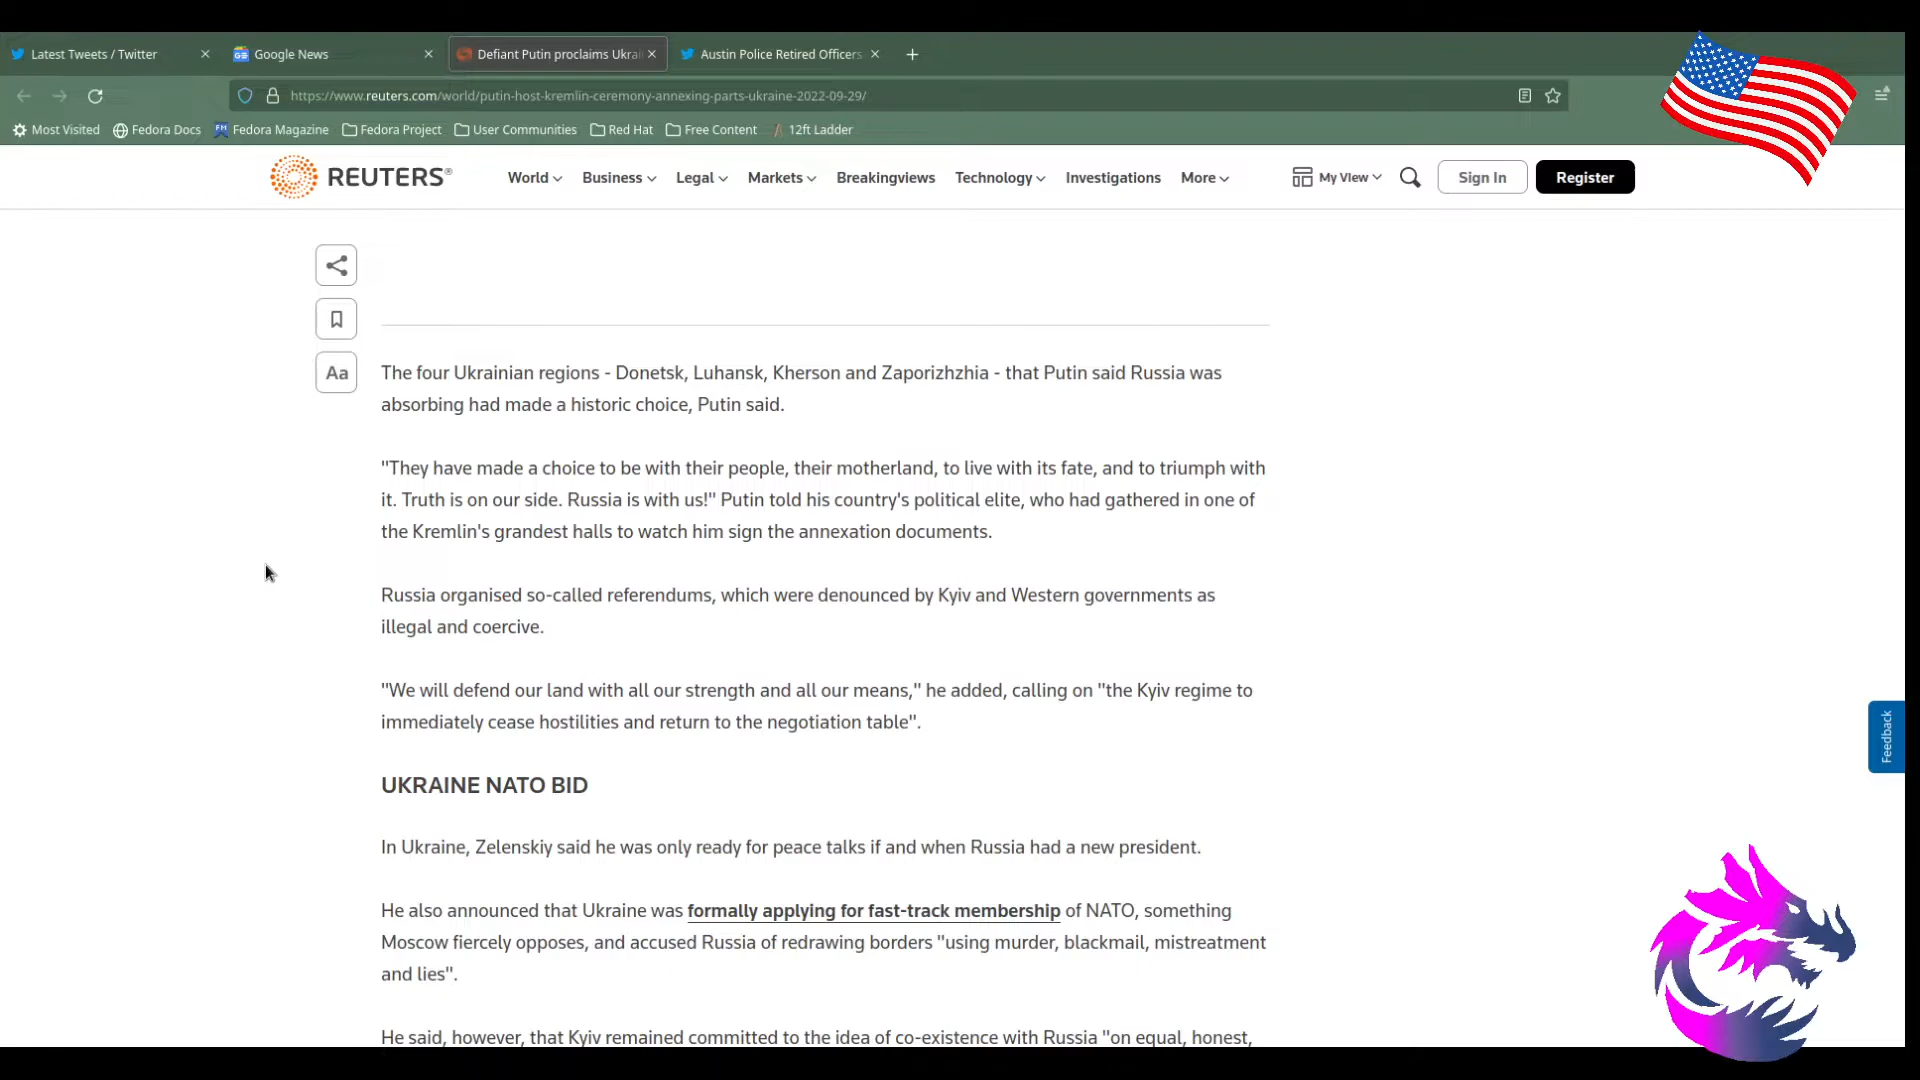 Latest Tweets / Twitter
Google News
Defiant Putin proclaims Ukrai
Austin Police Retired Officers
https://www.reuters.com/world/putin-host-kremlin-ceremony-annexing-parts-ukraine-2022-09-29/
Most Visited Fedora Docs Fedora Magazine Fedora Project User Communities Red Hat Free Content 12ft Ladder
REUTERS® World Business Legal Markets Breakingviews Technology Investigations More My View Sign In Register
Aa
The four Ukrainian regions - Donetsk, Luhansk, Kherson and Zaporizhzhia - that Putin said Russia was
absorbing had made a historic choice, Putin said.
"They have made a choice to be with their people, their motherland, to live with its fate, and to triumph with
it. Truth is on our side. Russia is with us!" Putin told his country's political elite, who had gathered in one of
the Kremlin's grandest halls to watch him sign the annexation documents.
Russia organised so-called referendums, which were denounced by Kyiv and Western governments as
illegal and coercive.
"We will defend our land with all our strength and all our means," he added, calling on "the Kyiv regime to
immediately cease hostilities and return to the negotiation table".
Feedback
UKRAINE NATO BID
In Ukraine, Zelenskiy said he was only ready for peace talks if and when Russia had a new president.
He also announced that Ukraine was formally applying for fast-track membership of NATO, something
Moscow fiercely opposes, and accused Russia of redrawing borders "using murder, blackmail, mistreatment
and lies".
He said, however, that Kyiv remained committed to the idea of co-existence with Russia "on equal, honest,